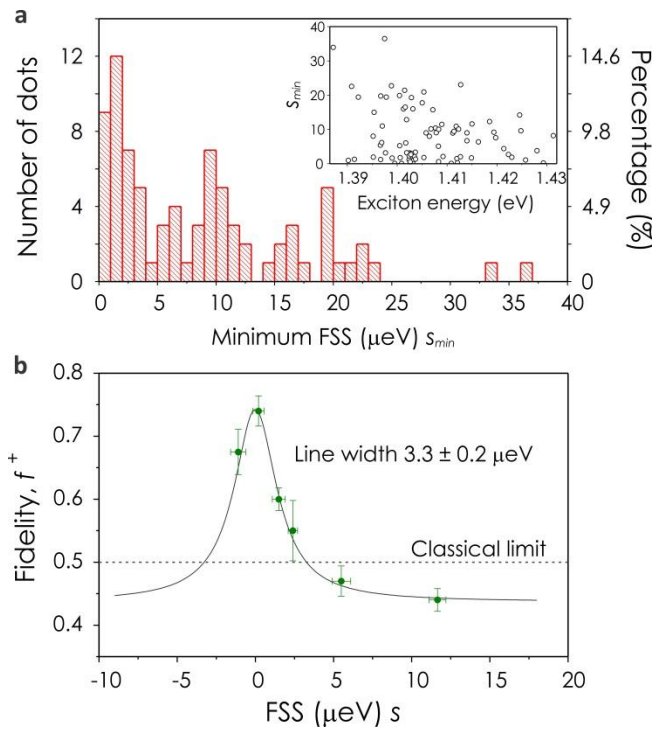 a
Number of dots
12
8
4
0
0 5 10 15 20 25 30 35 40
Minimum FSS (μeV) s_min
Percentage (%)
14.6
9.8
4.9
0
s_min
40
30
20
10
0
1.39 1.40 1.41 1.42 1.43
Exciton energy (eV)
b
Fidelity, f⁺
0.8
0.7
0.6
0.5
0.4
Line width 3.3 ± 0.2 μeV
Classical limit
-10 -5 0 5 10 15 20
FSS (μeV) s